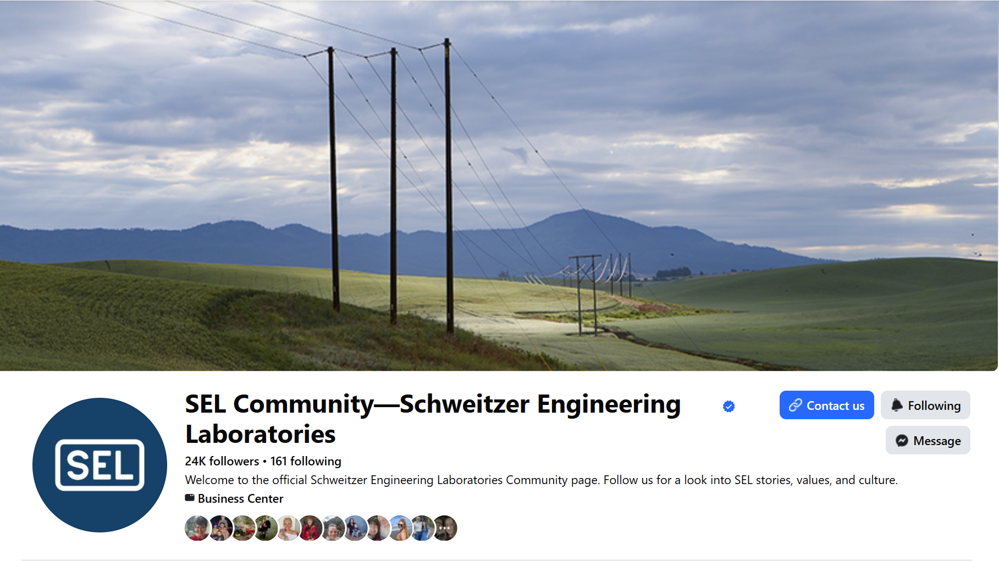 SEL Community—Schweitzer Engineering
Laboratories
Contact us
Following
Message
SEL
24K followers • 161 following
Welcome to the official Schweitzer Engineering Laboratories Community page. Follow us for a look into SEL stories, values, and culture.
Business Center